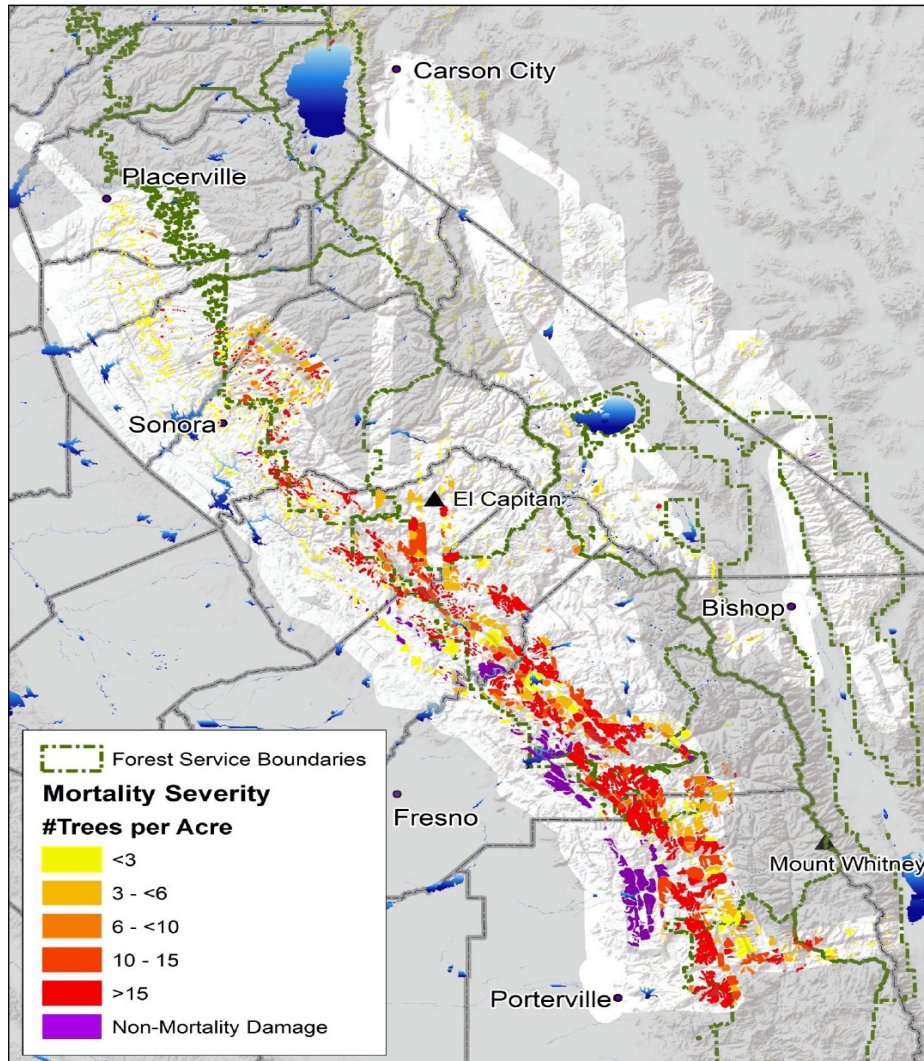 Carson City
Placerville
Sonora
El Capitan
Bishop
Forest Service Boundaries
Mortality Severity
#Trees per Acre
<3
3 - <6
6 - <10
10 - 15
>15
Non-Mortality Damage
Fresno
Mount Whitney
Porterville